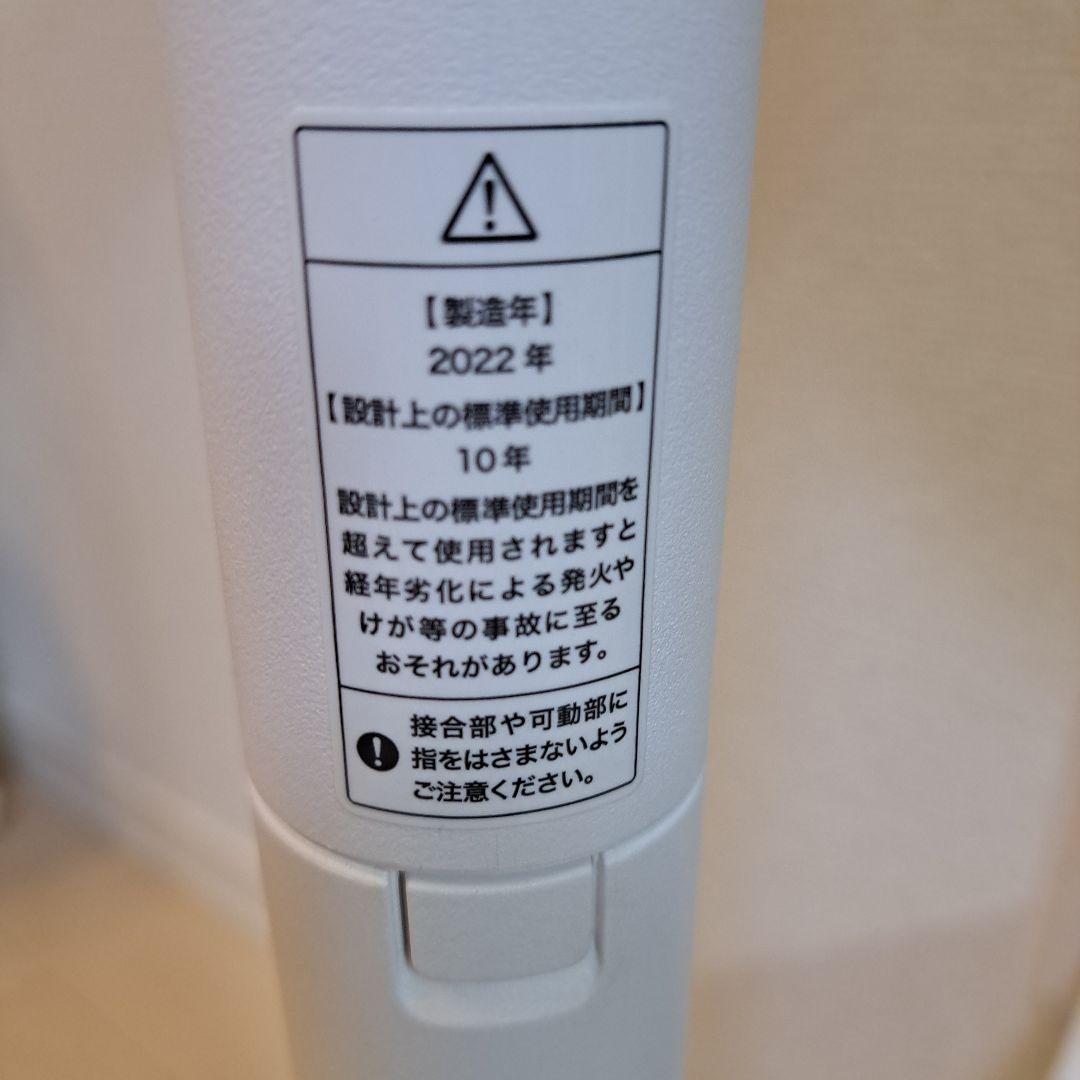 【製造年】
2022年
【設計上の標準使用期間】
10年
設計上の標準使用期間を
超えて使用されますと
経年劣化による発火や
けが等の事故に至る
おそれがあります。
接合部や可動部に
指をはさまないよう
ご注意ください。